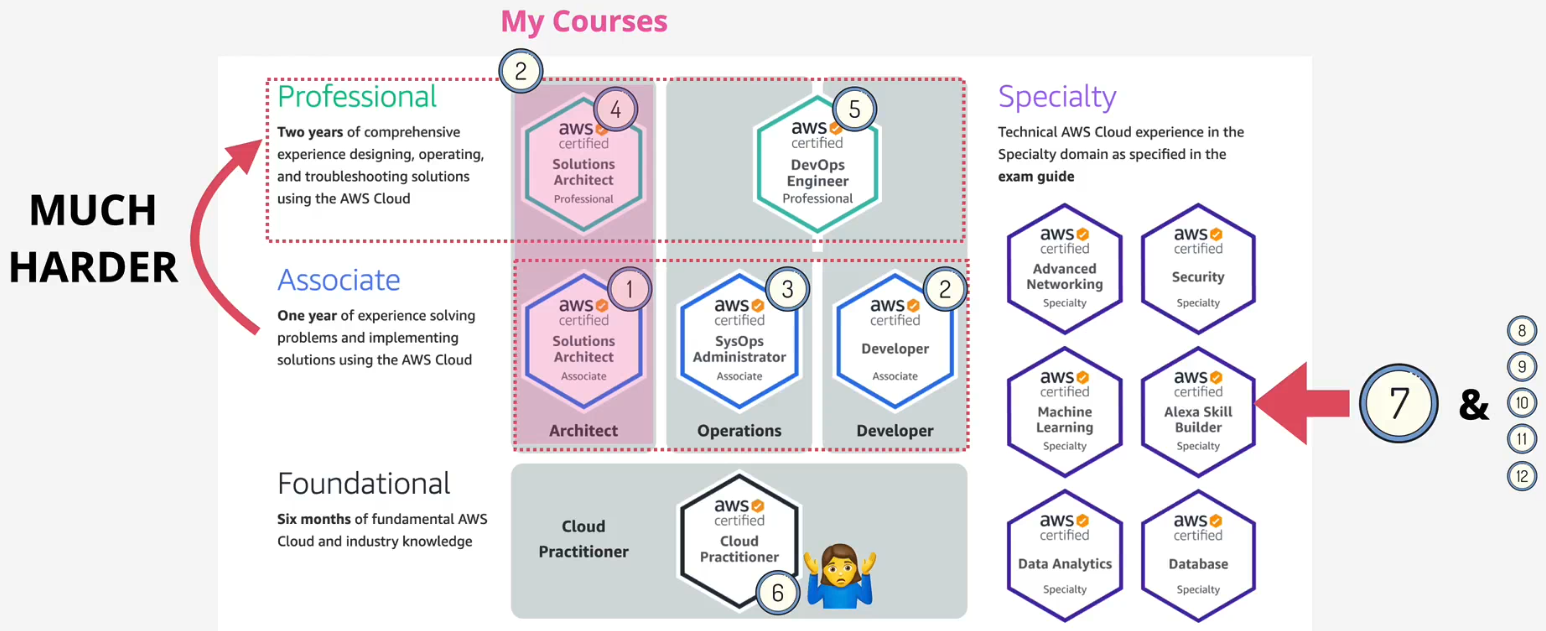 My Courses
2
MUCH
HARDER
Professional
Two years of comprehensive
experience designing, operating,
and troubleshooting solutions
using the AWS Cloud
4
aws
certified
Solutions
Architect
Professional
5
aws
certified
DevOps
Engineer
Professional
Associate
One year of experience solving
problems and implementing
solutions using the AWS Cloud
1
aws
certified
Solutions
Architect
Associate
Architect
3
aws
certified
SysOps
Administrator
Associate
Operations
2
aws
certified
Developer
Associate
Developer
Foundational
Six months of fundamental AWS
Cloud and industry knowledge
Cloud
Practitioner
aws
certified
Cloud
Practitioner
6
Specialty
Technical AWS Cloud experience in the
Specialty domain as specified in the
exam guide
aws
certified
Advanced
Networking
Specialty
aws
certified
Security
Specialty
aws
certified
Machine
Learning
Specialty
aws
certified
Alexa Skill
Builder
Specialty
aws
certified
Data Analytics
Specialty
aws
certified
Database
Specialty
7 &
8
9
10
11
12